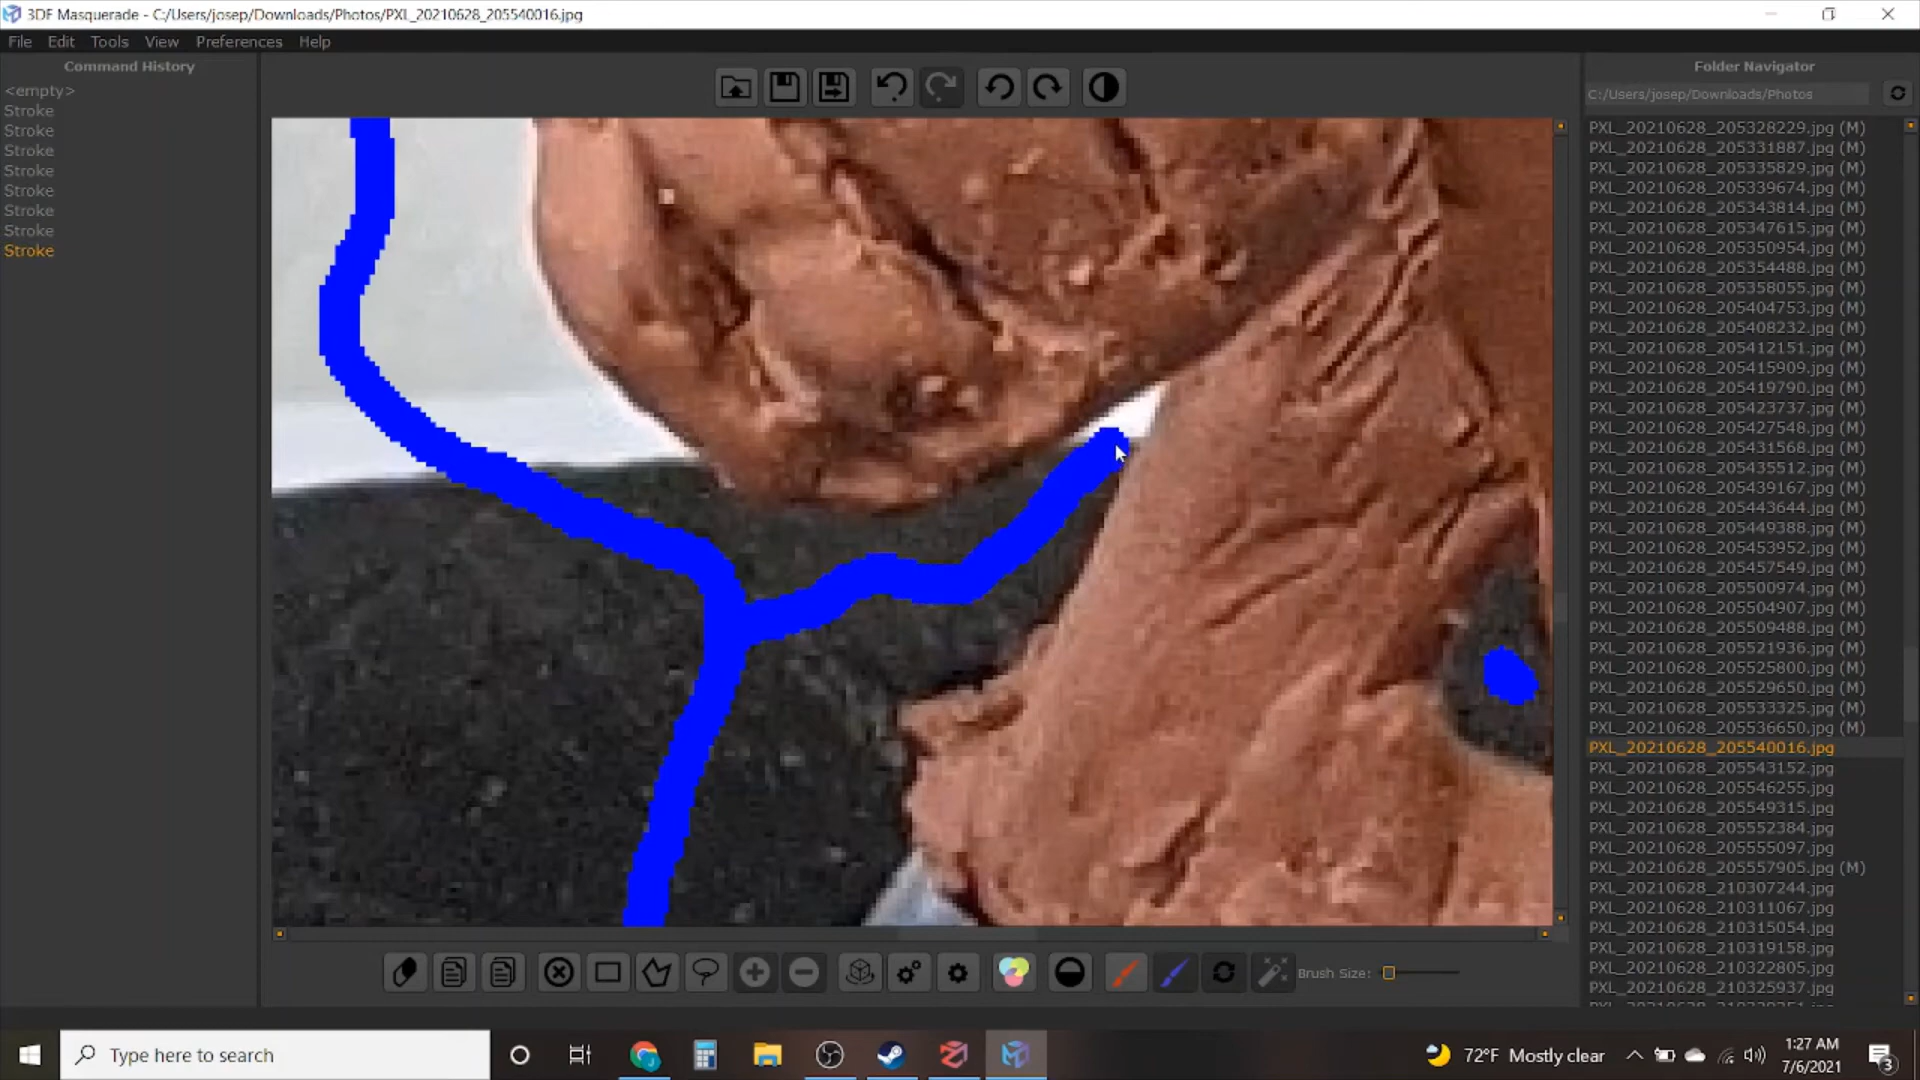 3DF Masquerade - C:/Users/josep/Downloads/Photos/PXL_20210628_205540016.jpg
File Edit Tools View Preferences Help
Command History
<empty>
Stroke
Stroke
Stroke
Stroke
Stroke
Stroke
Stroke
Stroke
Folder Navigator
C:/Users/josep/Downloads/Photos
PXL_20210628_205328229.jpg (M)
PXL_20210628_205331887.jpg (M)
PXL_20210628_205335829.jpg (M)
PXL_20210628_205339674.jpg (M)
PXL_20210628_205343814.jpg (M)
PXL_20210628_205347615.jpg (M)
PXL_20210628_205350954.jpg (M)
PXL_20210628_205354488.jpg (M)
PXL_20210628_205358055.jpg (M)
PXL_20210628_205404753.jpg (M)
PXL_20210628_205408232.jpg (M)
PXL_20210628_205412151.jpg (M)
PXL_20210628_205415909.jpg (M)
PXL_20210628_205419790.jpg (M)
PXL_20210628_205423737.jpg (M)
PXL_20210628_205427548.jpg (M)
PXL_20210628_205431568.jpg (M)
PXL_20210628_205435512.jpg (M)
PXL_20210628_205439167.jpg (M)
PXL_20210628_205443644.jpg (M)
PXL_20210628_205449388.jpg (M)
PXL_20210628_205453952.jpg (M)
PXL_20210628_205457549.jpg (M)
PXL_20210628_205500974.jpg (M)
PXL_20210628_205504907.jpg (M)
PXL_20210628_205509488.jpg (M)
PXL_20210628_205521936.jpg (M)
PXL_20210628_205525800.jpg (M)
PXL_20210628_205529650.jpg (M)
PXL_20210628_205533325.jpg (M)
PXL_20210628_205536650.jpg (M)
PXL_20210628_205540016.jpg
PXL_20210628_205543152.jpg
PXL_20210628_205546255.jpg
PXL_20210628_205549315.jpg
PXL_20210628_205552384.jpg
PXL_20210628_205555097.jpg
PXL_20210628_205557905.jpg (M)
PXL_20210628_210307244.jpg
PXL_20210628_210311067.jpg
PXL_20210628_210315054.jpg
PXL_20210628_210319158.jpg
PXL_20210628_210322805.jpg
PXL_20210628_210325937.jpg
Brush Size:
Type here to search
72°F Mostly clear
1:27 AM
7/6/2021
3